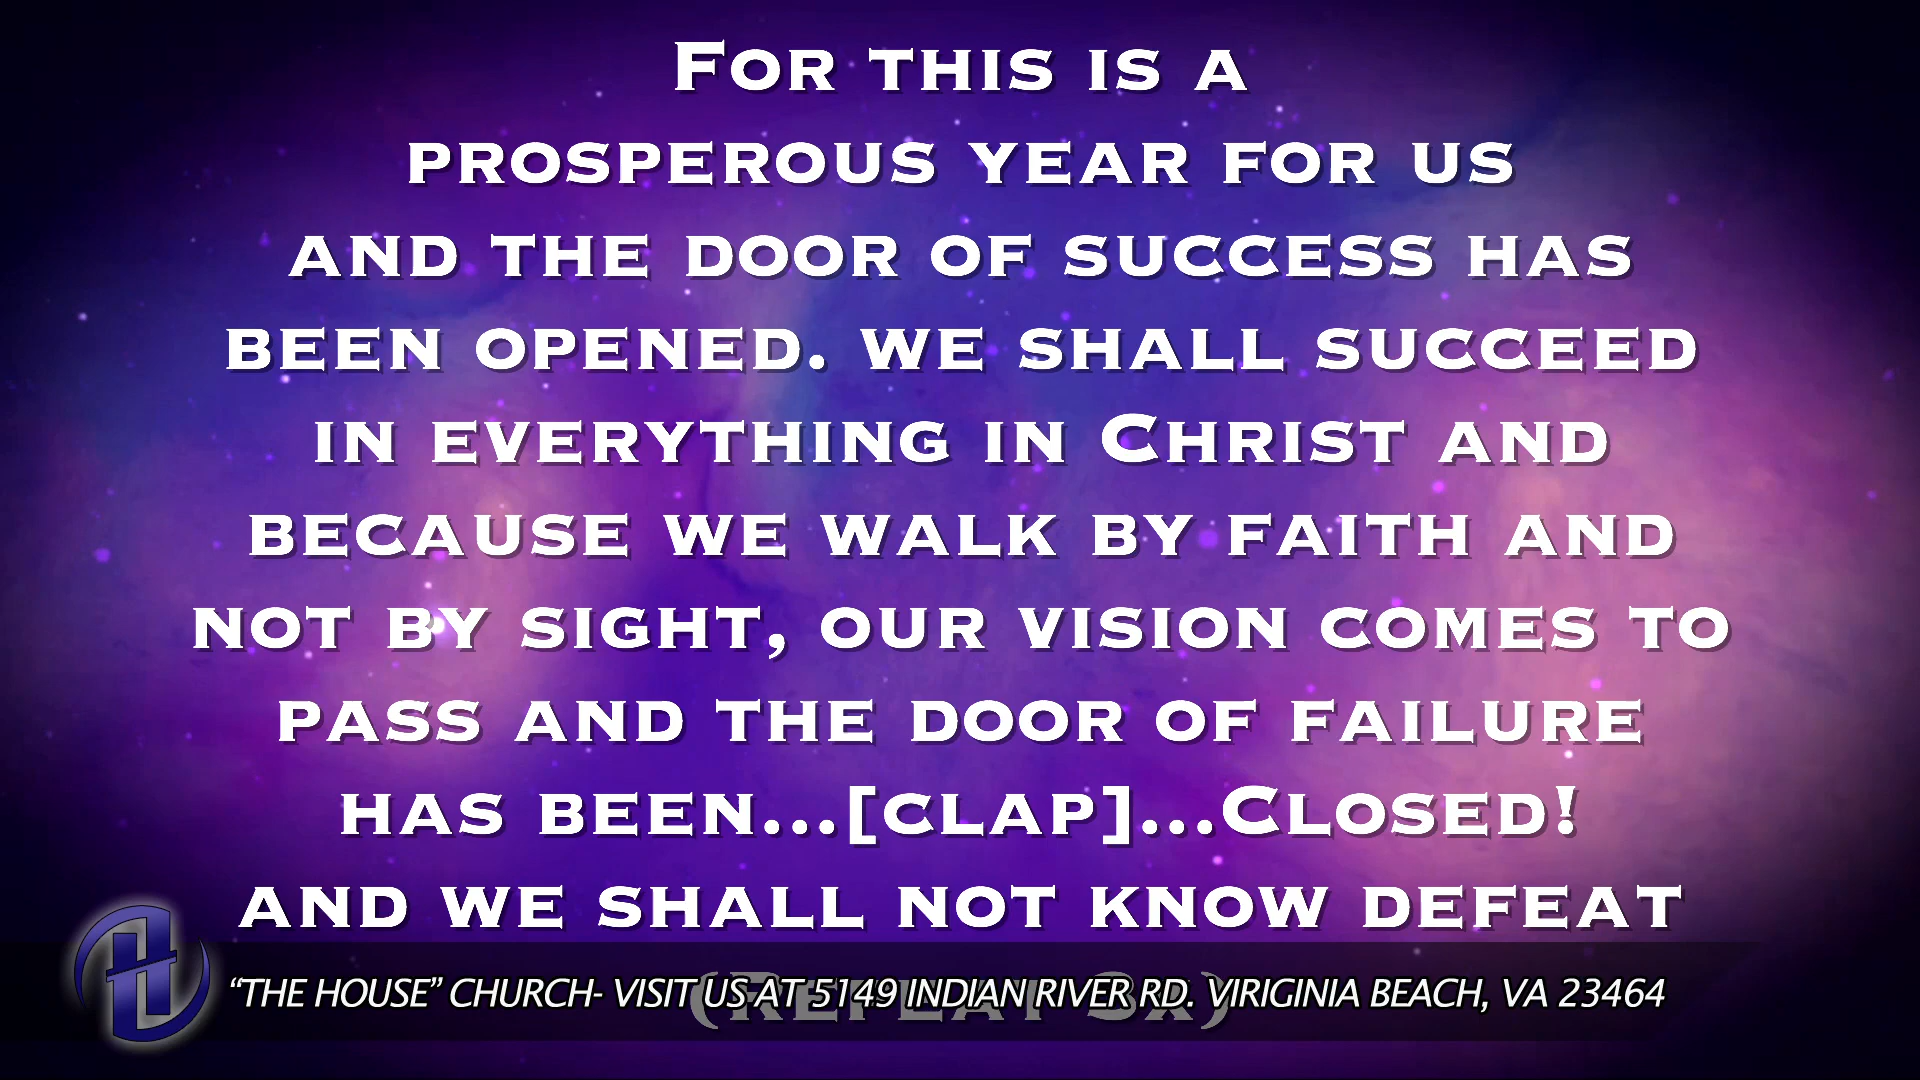 For this is a
prosperous year for us
and the door of success has
been opened. we shall succeed
in everything in Christ and
because we walk by faith and
not by sight, our vision comes to
pass and the door of failure
has been...[clap]...Closed!
and we shall not know defeat
(Repeat 3x)
“THE HOUSE” CHURCH- VISIT US AT 5149 INDIAN RIVER RD. VIRIGINIA BEACH, VA 23464